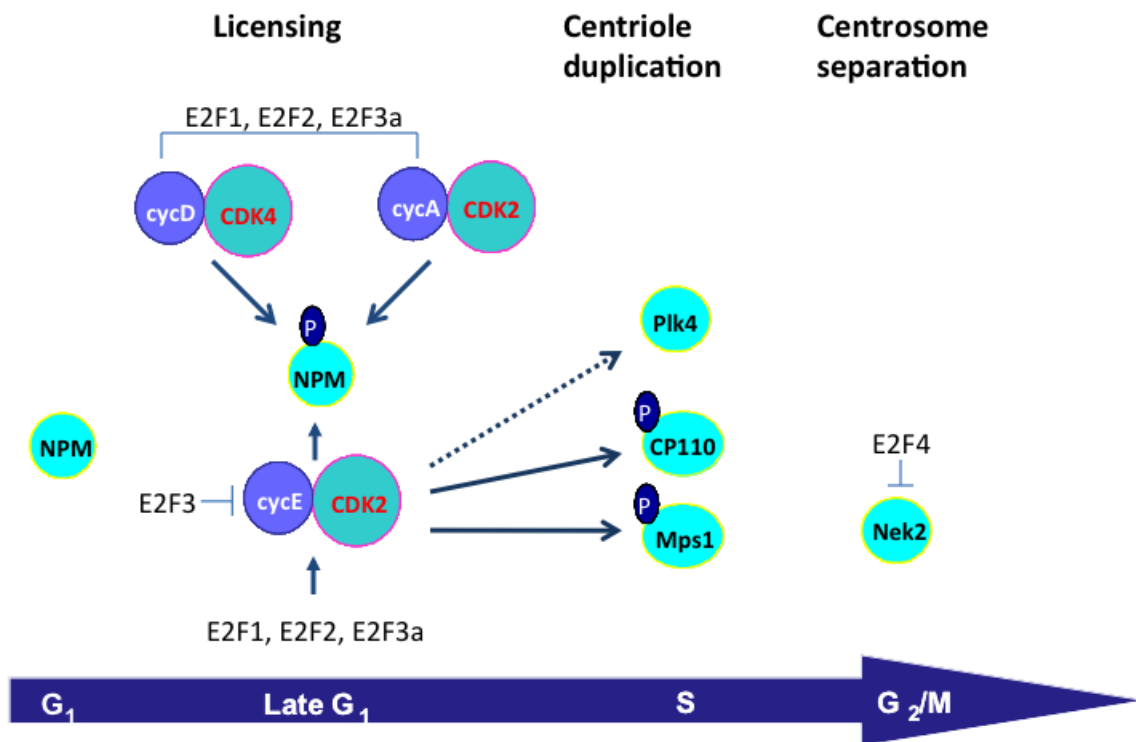 Licensing
Centriole
duplication
Centrosome
separation
E2F1, E2F2, E2F3a
cycD
CDK4
cycA
CDK2
P
NPM
Plk4
NPM
P
CP110
E2F4
E2F3
cycE
CDK2
P
Mps1
Nek2
E2F1, E2F2, E2F3a
G1
Late G1
S
G2/M